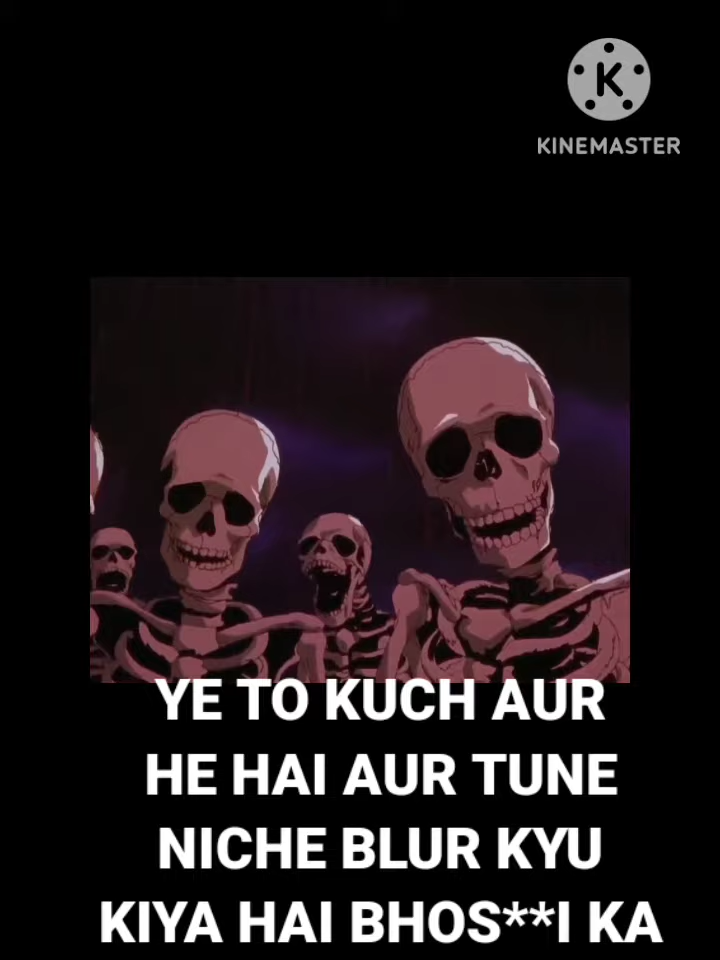 K
KINEMASTER
YE TO KUCH AUR
HE HAI AUR TUNE
NICHE BLUR KYU
KIYA HAI BHOS**I KA